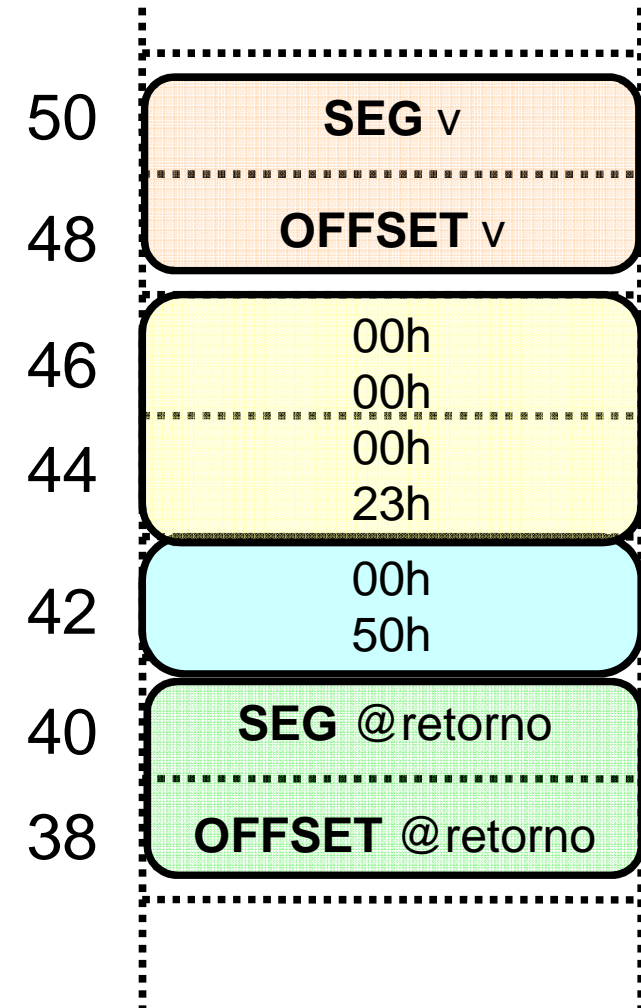 50 SEG v
48 OFFSET v
46 00h
00h
44 00h
23h
42 00h
50h
40 SEG @retorno
38 OFFSET @retorno